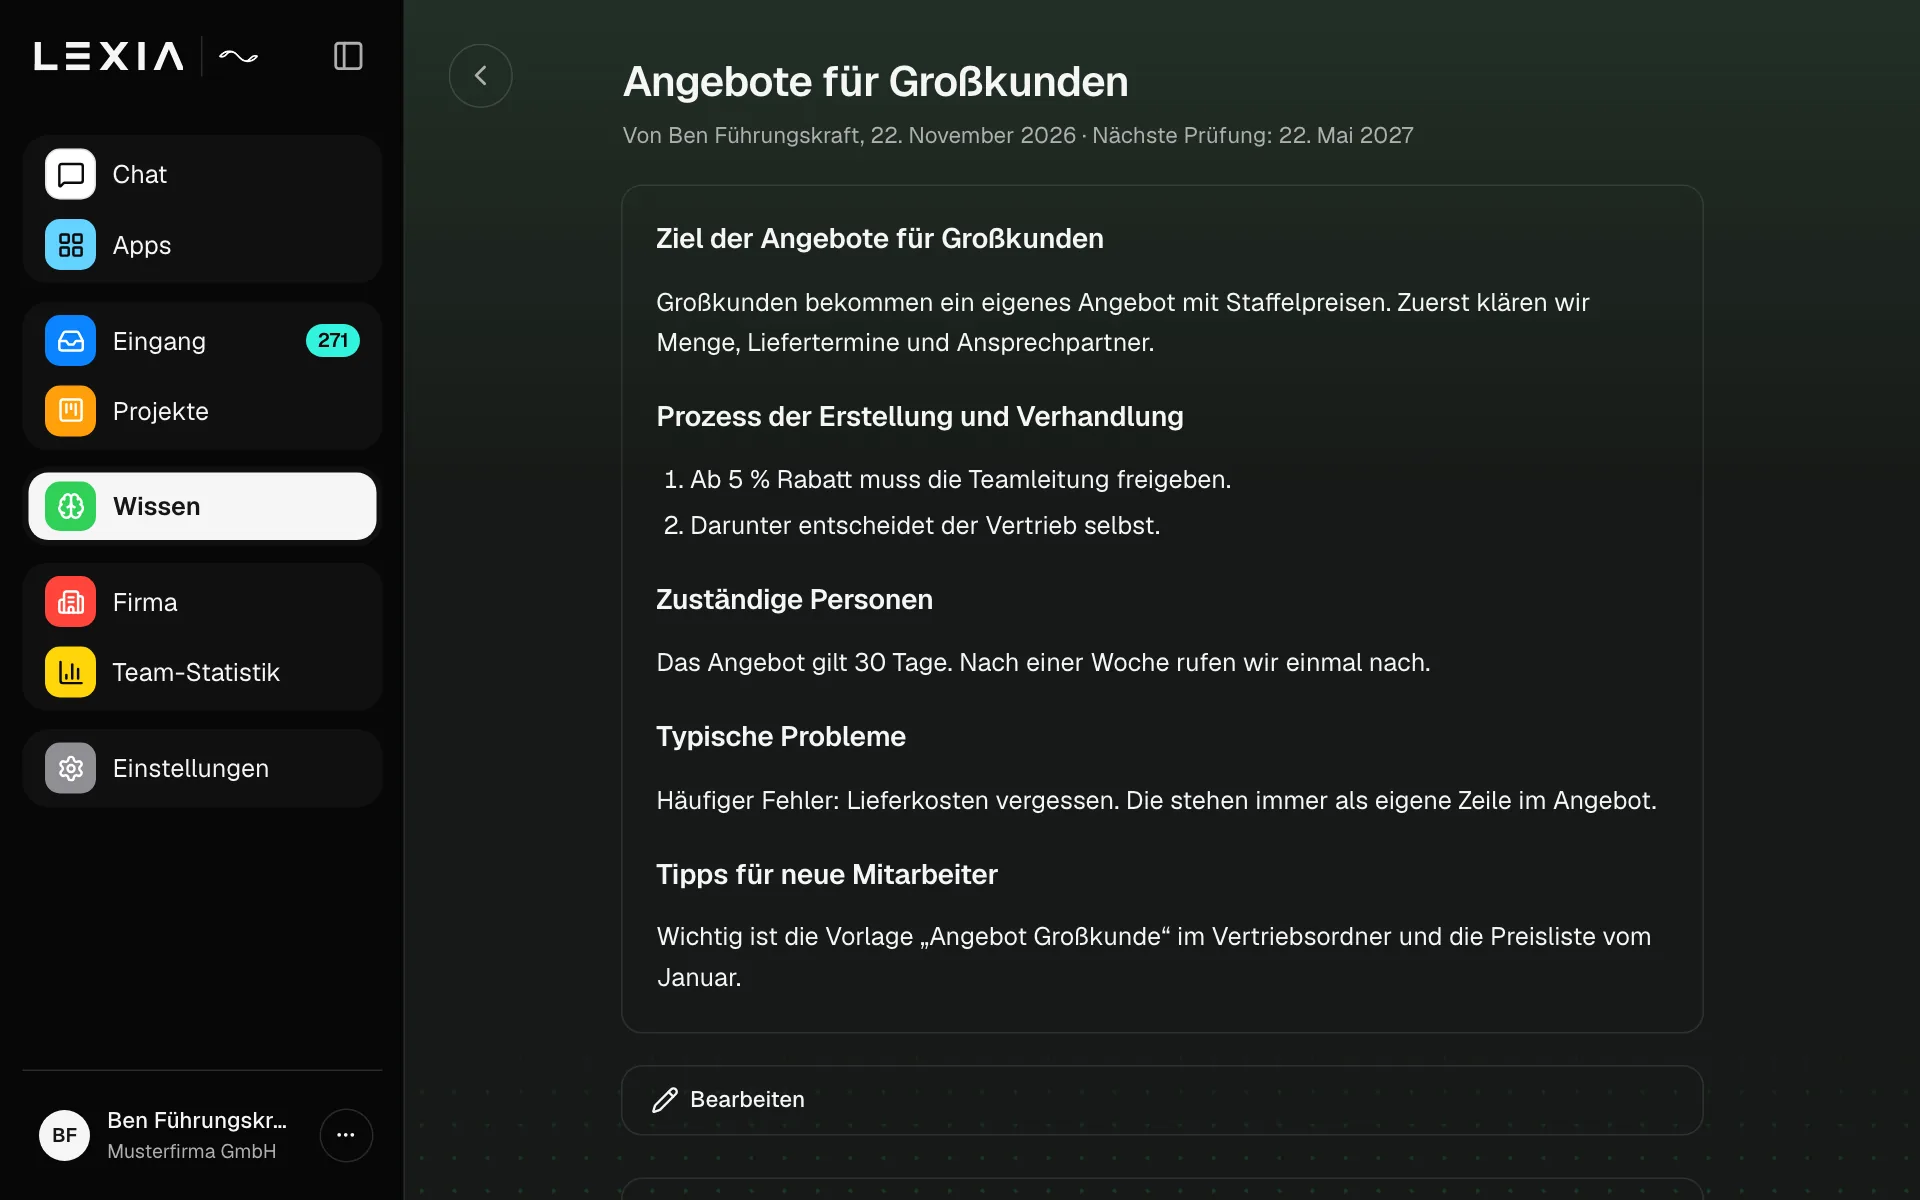 LEXIA
Chat
Apps
Eingang 271
Projekte
Wissen
Firma
Team-Statistik
Einstellungen
BF
Ben Führungskr...
Musterfirma GmbH
Angebote für Großkunden
Von Ben Führungskraft, 22. November 2026 · Nächste Prüfung: 22. Mai 2027
Ziel der Angebote für Großkunden
Großkunden bekommen ein eigenes Angebot mit Staffelpreisen. Zuerst klären wir
Menge, Liefertermine und Ansprechpartner.
Prozess der Erstellung und Verhandlung
1. Ab 5 % Rabatt muss die Teamleitung freigeben.
2. Darunter entscheidet der Vertrieb selbst.
Zuständige Personen
Das Angebot gilt 30 Tage. Nach einer Woche rufen wir einmal nach.
Typische Probleme
Häufiger Fehler: Lieferkosten vergessen. Die stehen immer als eigene Zeile im Angebot.
Tipps für neue Mitarbeiter
Wichtig ist die Vorlage „Angebot Großkunde“ im Vertriebsordner und die Preisliste vom
Januar.
Bearbeiten